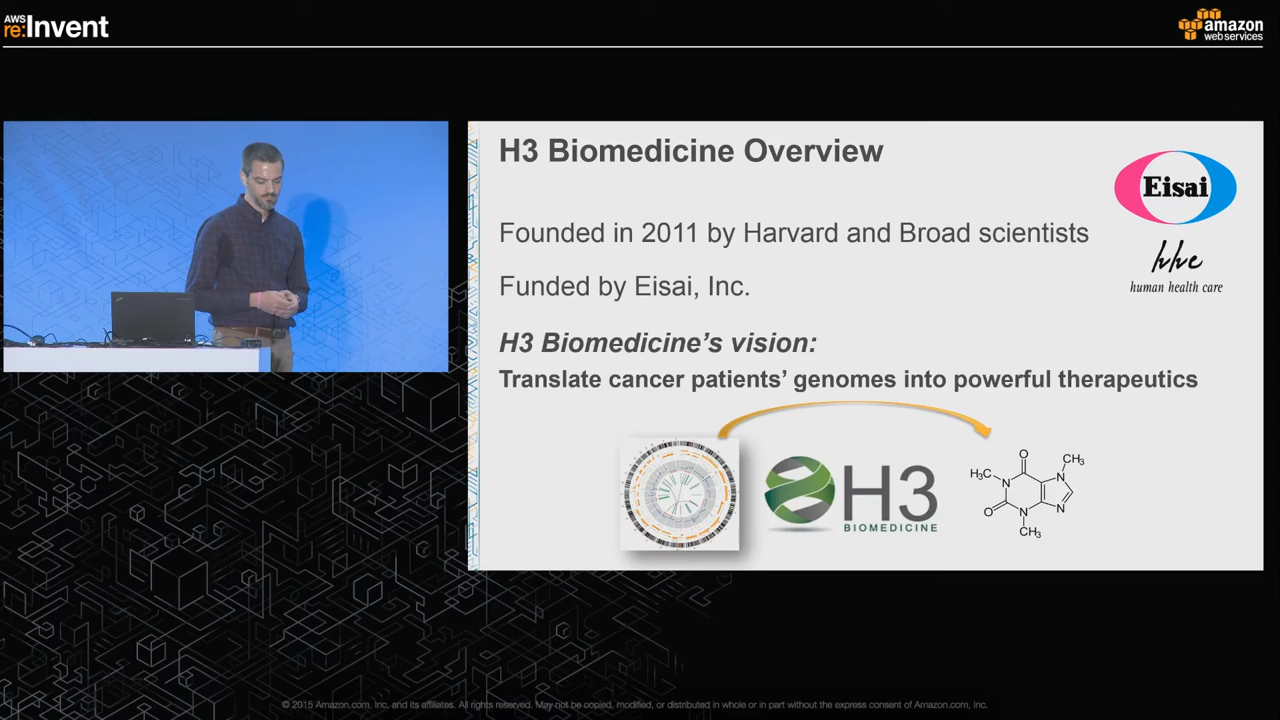 AWS
re:Invent
amazon
web services
H3 Biomedicine Overview
Eisai
Founded in 2011 by Harvard and Broad scientists
hhc
human health care
Funded by Eisai, Inc.
H3 Biomedicine's vision:
Translate cancer patients' genomes into powerful therapeutics
H3
BIOMEDICINE
O
CH3
H3C
N
N
O
N
N
CH3
© 2015 Amazon.com, Inc. and its affiliates. All rights reserved. May not be copied, modified, or distributed in whole or in part without the express consent of Amazon.com, Inc.